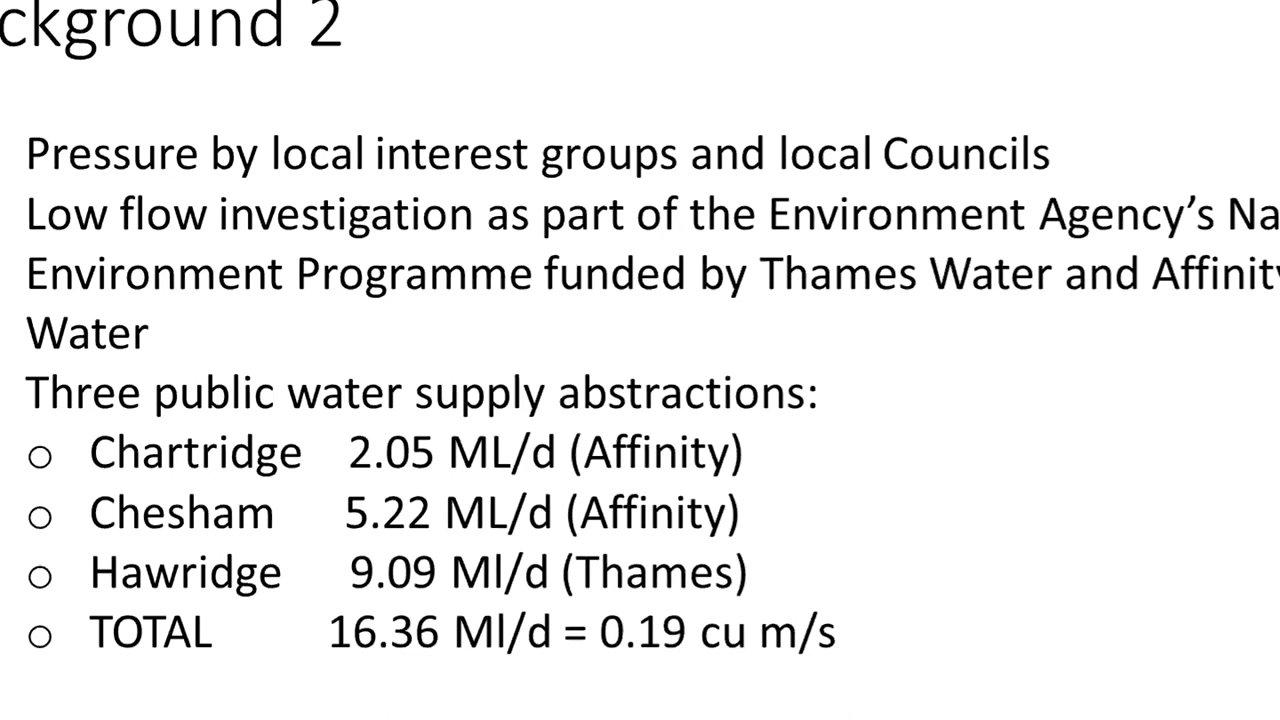 ckground 2
Pressure by local interest groups and local Councils
Low flow investigation as part of the Environment Agency’s Na
Environment Programme funded by Thames Water and Affinity
Water
Three public water supply abstractions:
o Chartridge 2.05 ML/d (Affinity)
o Chesham 5.22 ML/d (Affinity)
o Hawridge 9.09 Ml/d (Thames)
o TOTAL 16.36 Ml/d = 0.19 cu m/s